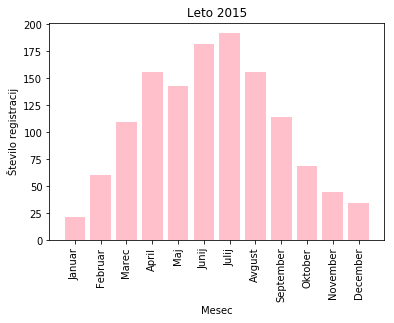 Leto 2015
Število registracij
200
175
150
125
100
75
50
25
0
Januar
Februar
Marec
April
Maj
Junij
Julij
Avgust
September
Oktober
November
December
Mesec